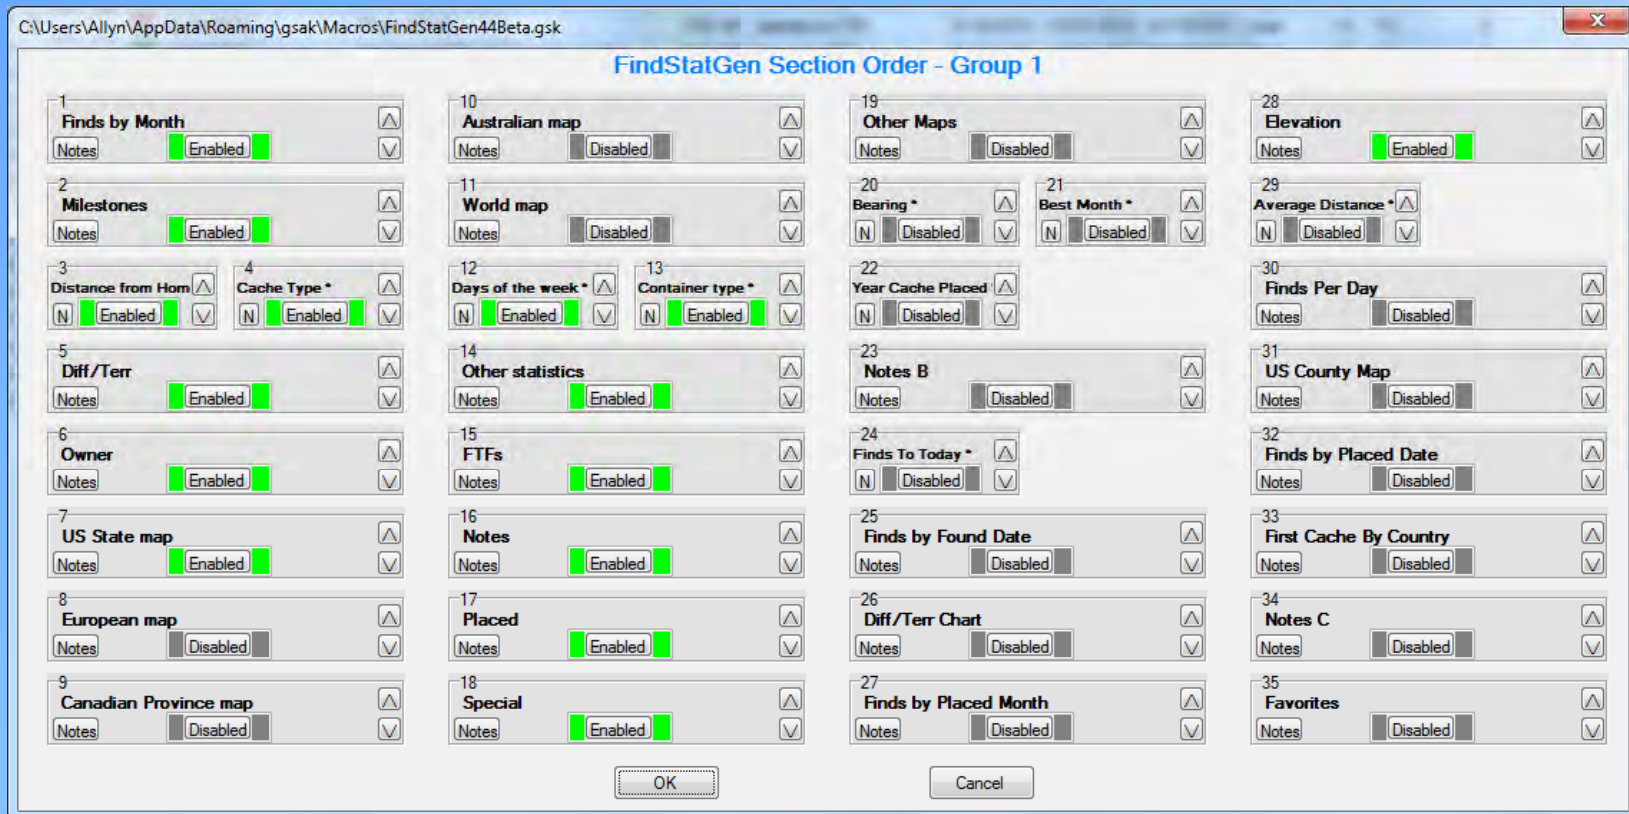 C:\Users\Allyn\AppData\Roaming\gsak\Macros\FindStatGen44Beta.gsk
FindStatGen Section Order - Group 1
1
Finds by Month
Notes Enabled
2
Milestones
Notes Enabled
3
Distance from Hom
N Enabled
4
Cache Type *
N Enabled
5
Diff/Terr
Notes Enabled
6
Owner
Notes Enabled
7
US State map
Notes Enabled
8
European map
Notes Disabled
9
Canadian Province map
Notes Disabled
10
Australian map
Notes Disabled
11
World map
Notes Disabled
12
Days of the week *
N Enabled
13
Container type *
N Enabled
14
Other statistics
Notes Enabled
15
FTFs
Notes Enabled
16
Notes
Notes Enabled
17
Placed
Notes Enabled
18
Special
Notes Enabled
19
Other Maps
Notes Disabled
20
Bearing *
N Disabled
21
Best Month *
N Disabled
22
Year Cache Placed
N Disabled
23
Notes B
Notes Disabled
24
Finds To Today *
N Disabled
25
Finds by Found Date
Notes Disabled
26
Diff/Terr Chart
Notes Disabled
27
Finds by Placed Month
Notes Disabled
28
Elevation
Notes Enabled
29
Average Distance *
N Disabled
30
Finds Per Day
Notes Disabled
31
US County Map
Notes Disabled
32
Finds by Placed Date
Notes Disabled
33
First Cache By Country
Notes Disabled
34
Notes C
Notes Disabled
35
Favorites
Notes Disabled
OK
Cancel